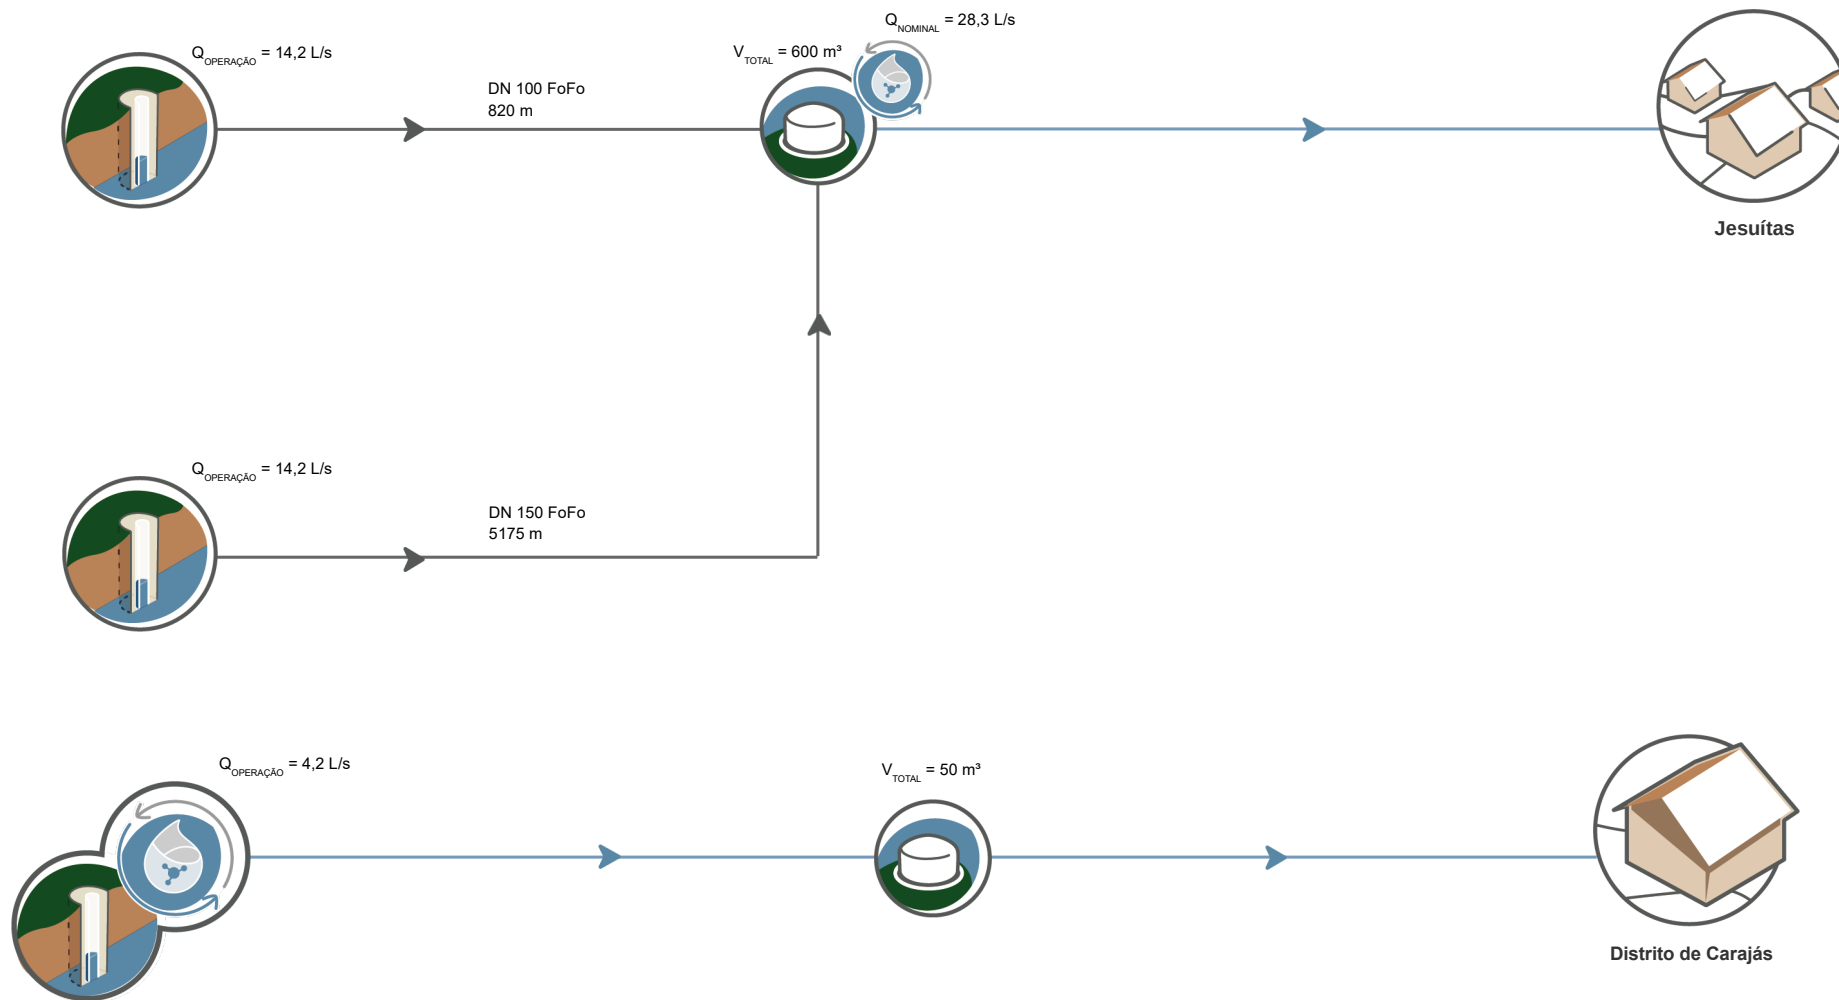 Q_NOMINAL = 28,3 L/s
Q_OPERAÇÃO = 14,2 L/s
V_TOTAL = 600 m³
DN 100 FoFo
820 m
Jesuítas
Q_OPERAÇÃO = 14,2 L/s
DN 150 FoFo
5175 m
Q_OPERAÇÃO = 4,2 L/s
V_TOTAL = 50 m³
Distrito de Carajás